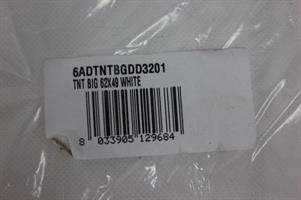 6ADTNTBGDD3201
TNT BIG 62X49 WHITE
8 033905 129684